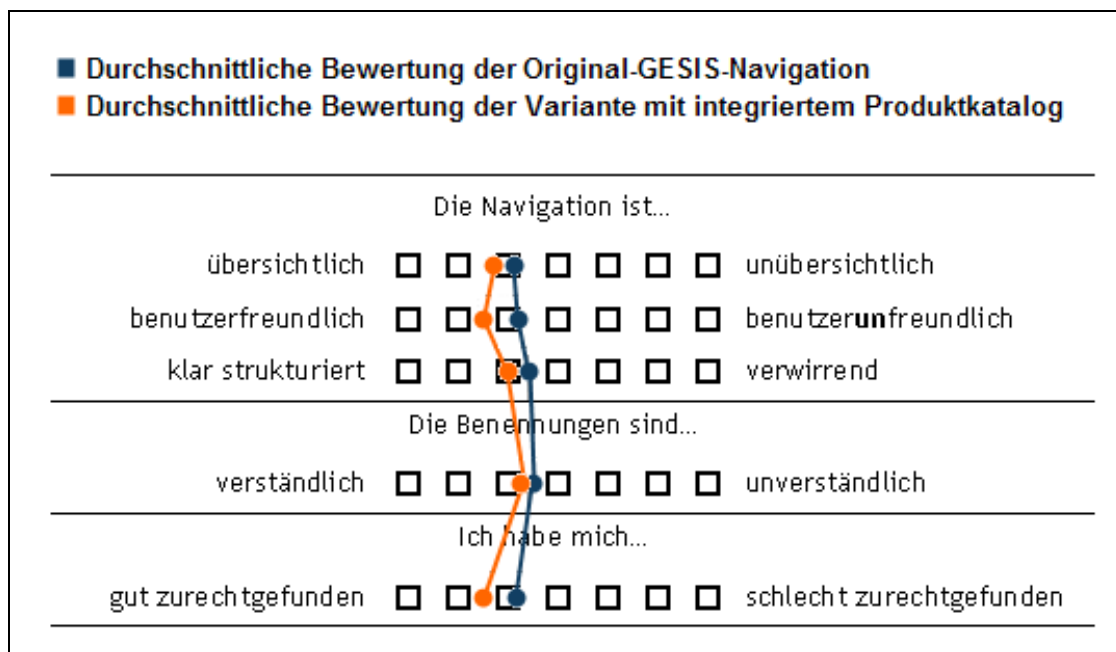 Durchschnittliche Bewertung der Original-GESIS-Navigation
Durchschnittliche Bewertung der Variante mit integriertem Produktkatalog
Die Navigation ist...
übersichtlich unübersichtlich
benutzerfreundlich benutzerunfreundlich
klar strukturiert verwirrend
Die Benennungen sind...
verständlich unverständlich
Ich habe mich...
gut zurechtgefunden schlecht zurechtgefunden